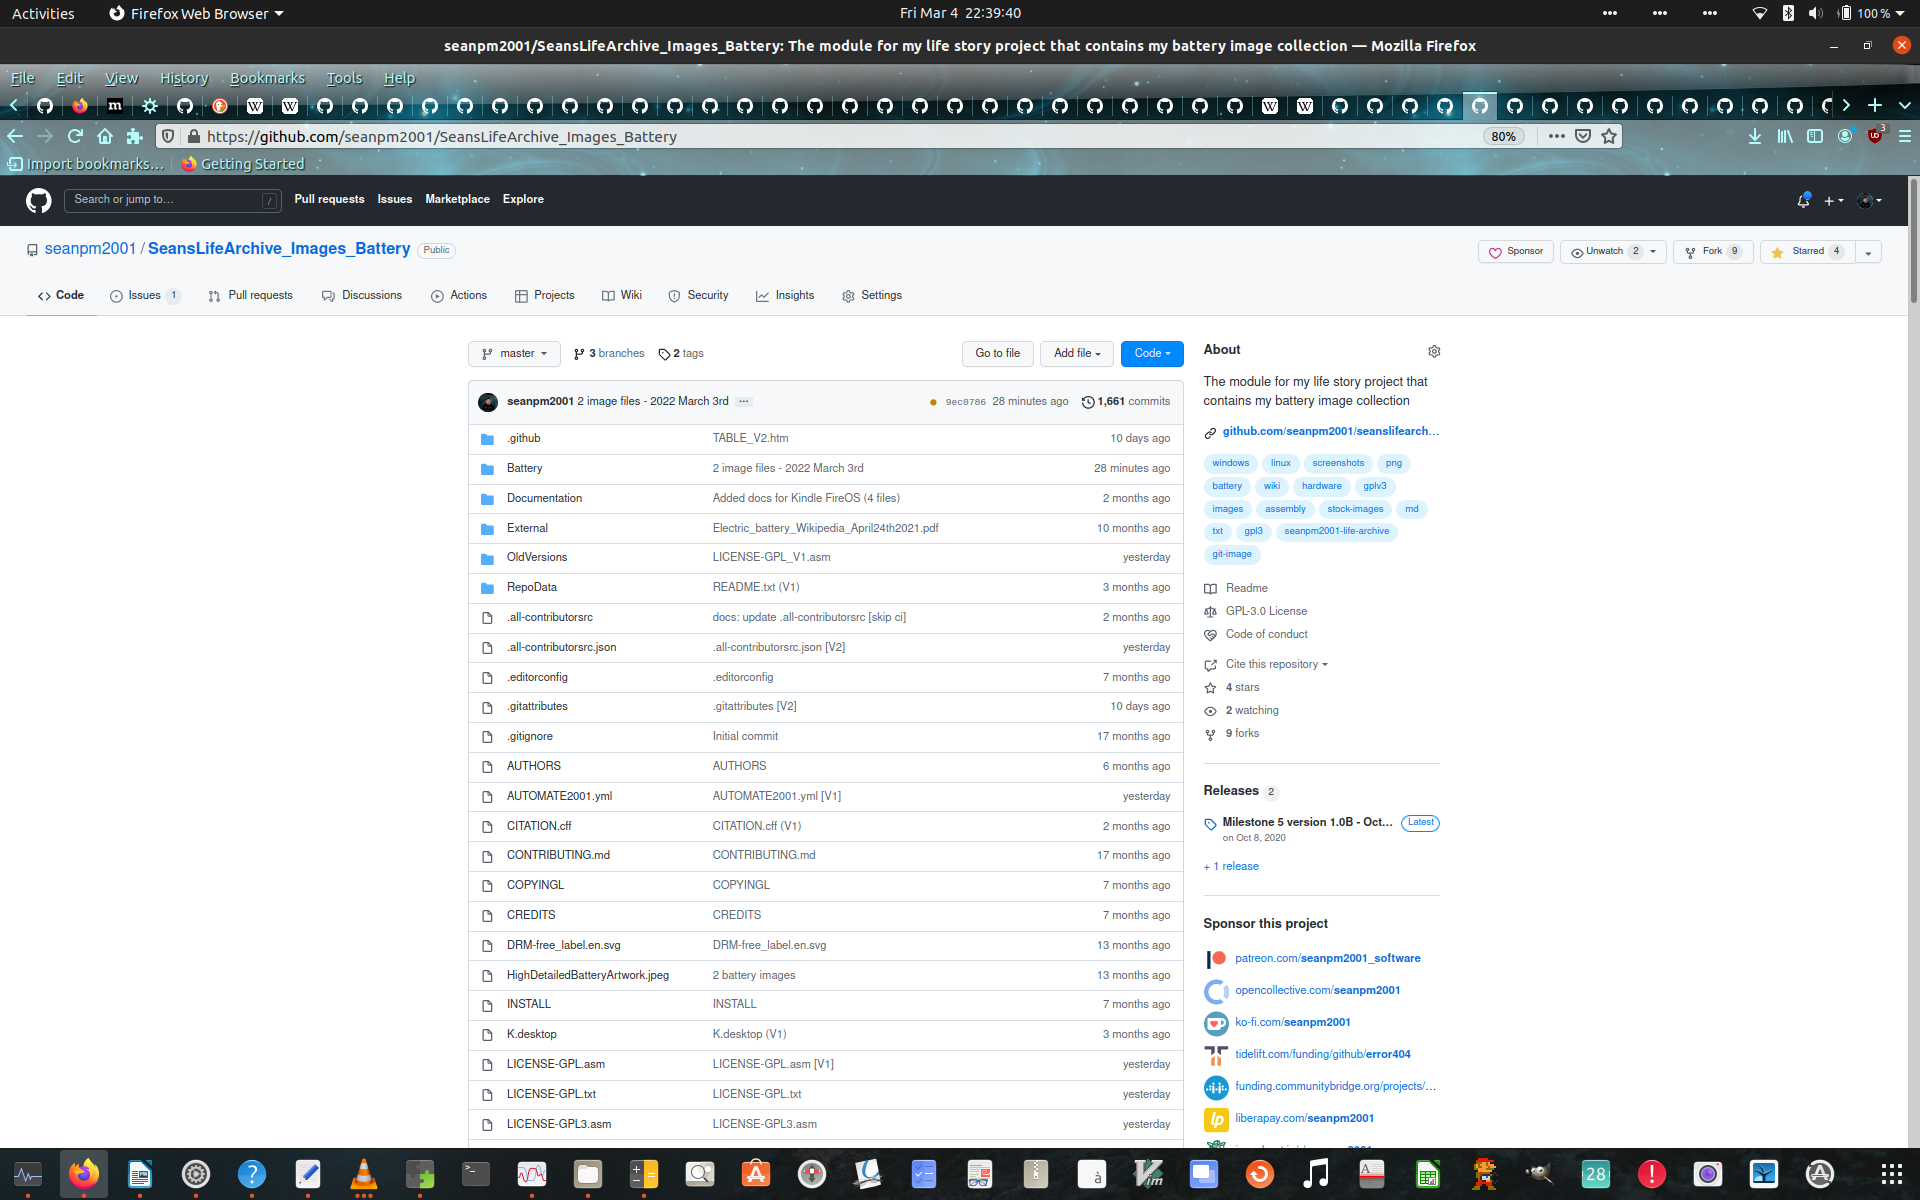 Activities Firefox Web Browser Fri Mar 4 22:39:40 100 %
seanpm2001/SeansLifeArchive_Images_Battery: The module for my life story project that contains my battery image collection — Mozilla Firefox
File Edit View History Bookmarks Tools Help
https://github.com/seanpm2001/SeansLifeArchive_Images_Battery 80% 3
Import bookmarks... Getting Started
Search or jump to... / Pull requests Issues Marketplace Explore
seanpm2001 / SeansLifeArchive_Images_Battery Public Sponsor Unwatch 2 Fork 9 Starred 4
Code Issues 1 Pull requests Discussions Actions Projects Wiki Security Insights Settings
master 3 branches 2 tags Go to file Add file Code
seanpm2001 2 image files - 2022 March 3rd ... 9ec0786 28 minutes ago 1,661 commits
.github TABLE_V2.htm 10 days ago
Battery 2 image files - 2022 March 3rd 28 minutes ago
Documentation Added docs for Kindle FireOS (4 files) 2 months ago
External Electric_battery_Wikipedia_April24th2021.pdf 10 months ago
OldVersions LICENSE-GPL_V1.asm yesterday
RepoData README.txt (V1) 3 months ago
.all-contributorsrc docs: update .all-contributorsrc [skip ci] 2 months ago
.all-contributorsrc.json .all-contributorsrc.json [V2] yesterday
.editorconfig .editorconfig 7 months ago
.gitattributes .gitattributes [V2] 10 days ago
.gitignore Initial commit 17 months ago
AUTHORS AUTHORS 6 months ago
AUTOMATE2001.yml AUTOMATE2001.yml [V1] yesterday
CITATION.cff CITATION.cff (V1) 2 months ago
CONTRIBUTING.md CONTRIBUTING.md 17 months ago
COPYINGL COPYINGL 7 months ago
CREDITS CREDITS 7 months ago
DRM-free_label.en.svg DRM-free_label.en.svg 13 months ago
HighDetailedBatteryArtwork.jpeg 2 battery images 13 months ago
INSTALL INSTALL 7 months ago
K.desktop K.desktop (V1) 3 months ago
LICENSE-GPL.asm LICENSE-GPL.asm [V1] yesterday
LICENSE-GPL.txt LICENSE-GPL.txt yesterday
LICENSE-GPL3.asm LICENSE-GPL3.asm yesterday
About
The module for my life story project that
contains my battery image collection
github.com/seanpm2001/seanslifearch...
windows linux screenshots png
battery wiki hardware gplv3
images assembly stock-images md
txt gpl3 seanpm2001-life-archive
git-image
Readme
GPL-3.0 License
Code of conduct
Cite this repository
4 stars
2 watching
9 forks
Releases 2
Milestone 5 version 1.0B - Oct... Latest
on Oct 8, 2020
+ 1 release
Sponsor this project
patreon.com/seanpm2001_software
opencollective.com/seanpm2001
ko-fi.com/seanpm2001
tidelift.com/funding/github/error404
funding.communitybridge.org/projects/...
liberapay.com/seanpm2001
28